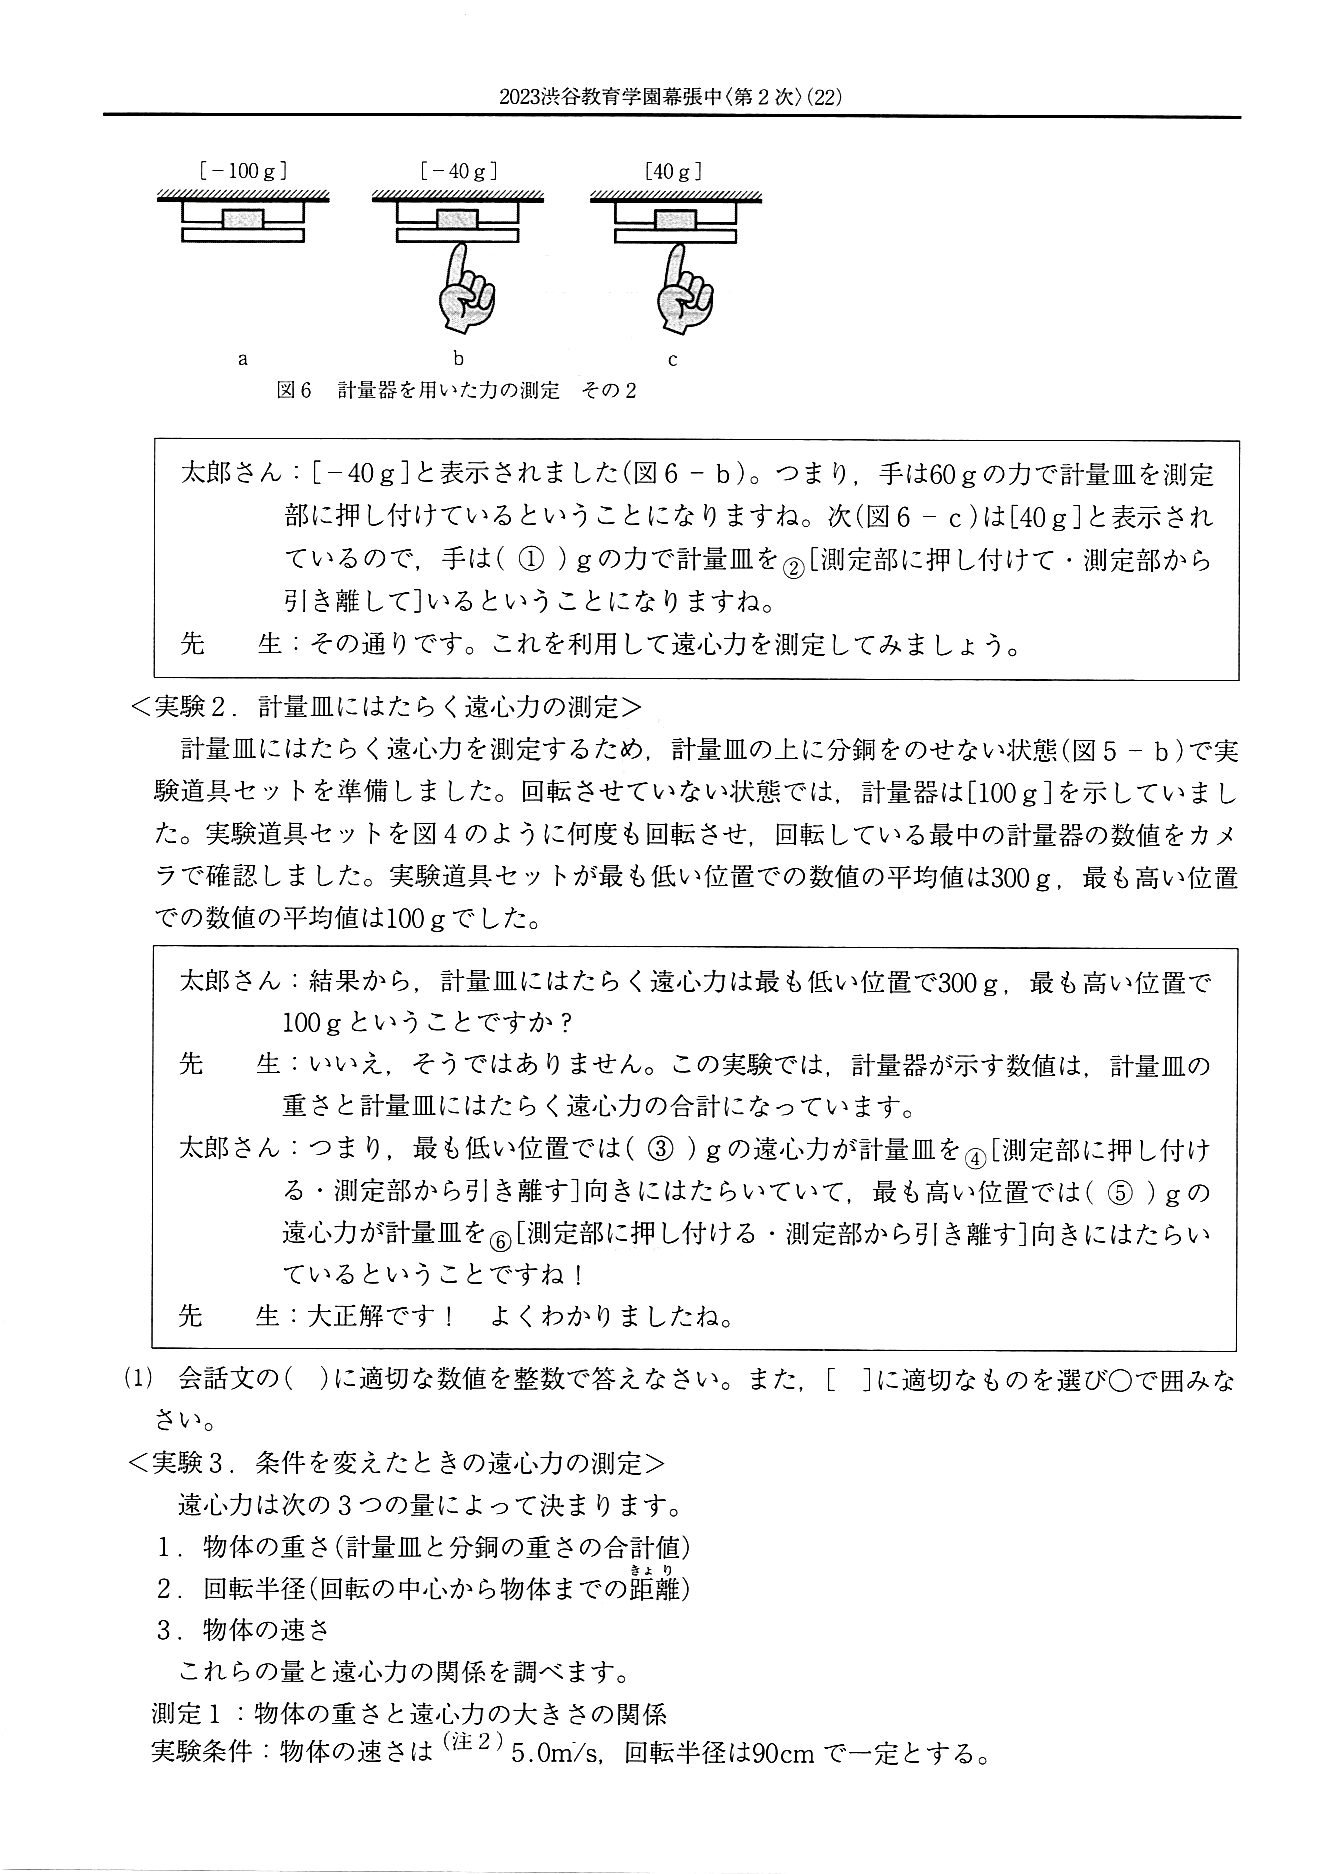 2023渋谷教育学園幕張中〈第2次〉(22)
[－100g] [－40g] [40g]
a b c
図6　計量器を用いた力の測定　その2
太郎さん：[－40g]と表示されました(図6－b)。つまり，手は60gの力で計量皿を測定
部に押し付けているということになりますね。次(図6－c)は[40g]と表示され
ているので，手は( ① )gの力で計量皿を②[測定部に押し付けて・測定部から
引き離して]いるということになりますね。
先　　生：その通りです。これを利用して遠心力を測定してみましょう。
＜実験2．計量皿にはたらく遠心力の測定＞
計量皿にはたらく遠心力を測定するため，計量皿の上に分銅をのせない状態(図5－b)で実
験道具セットを準備しました。回転させていない状態では，計量器は[100g]を示していまし
た。実験道具セットを図4のように何度も回転させ，回転している最中の計量器の数値をカメ
ラで確認しました。実験道具セットが最も低い位置での数値の平均値は300g，最も高い位置
での数値の平均値は100gでした。
太郎さん：結果から，計量皿にはたらく遠心力は最も低い位置で300g，最も高い位置で
100gということですか？
先　　生：いいえ，そうではありません。この実験では，計量器が示す数値は，計量皿の
重さと計量皿にはたらく遠心力の合計になっています。
太郎さん：つまり，最も低い位置では( ③ )gの遠心力が計量皿を④[測定部に押し付け
る・測定部から引き離す]向きにはたらいていて，最も高い位置では( ⑤ )gの
遠心力が計量皿を⑥[測定部に押し付ける・測定部から引き離す]向きにはたらい
ているということですね！
先　　生：大正解です！　よくわかりましたね。
(1)　会話文の(　)に適切な数値を整数で答えなさい。また，[　]に適切なものを選び○で囲みな
さい。
＜実験3．条件を変えたときの遠心力の測定＞
遠心力は次の3つの量によって決まります。
1．物体の重さ(計量皿と分銅の重さの合計値)
2．回転半径(回転の中心から物体までの距離(きょり))
3．物体の速さ
これらの量と遠心力の関係を調べます。
測定1：物体の重さと遠心力の大きさの関係
実験条件：物体の速さは(注2)5.0m/s，回転半径は90cmで一定とする。